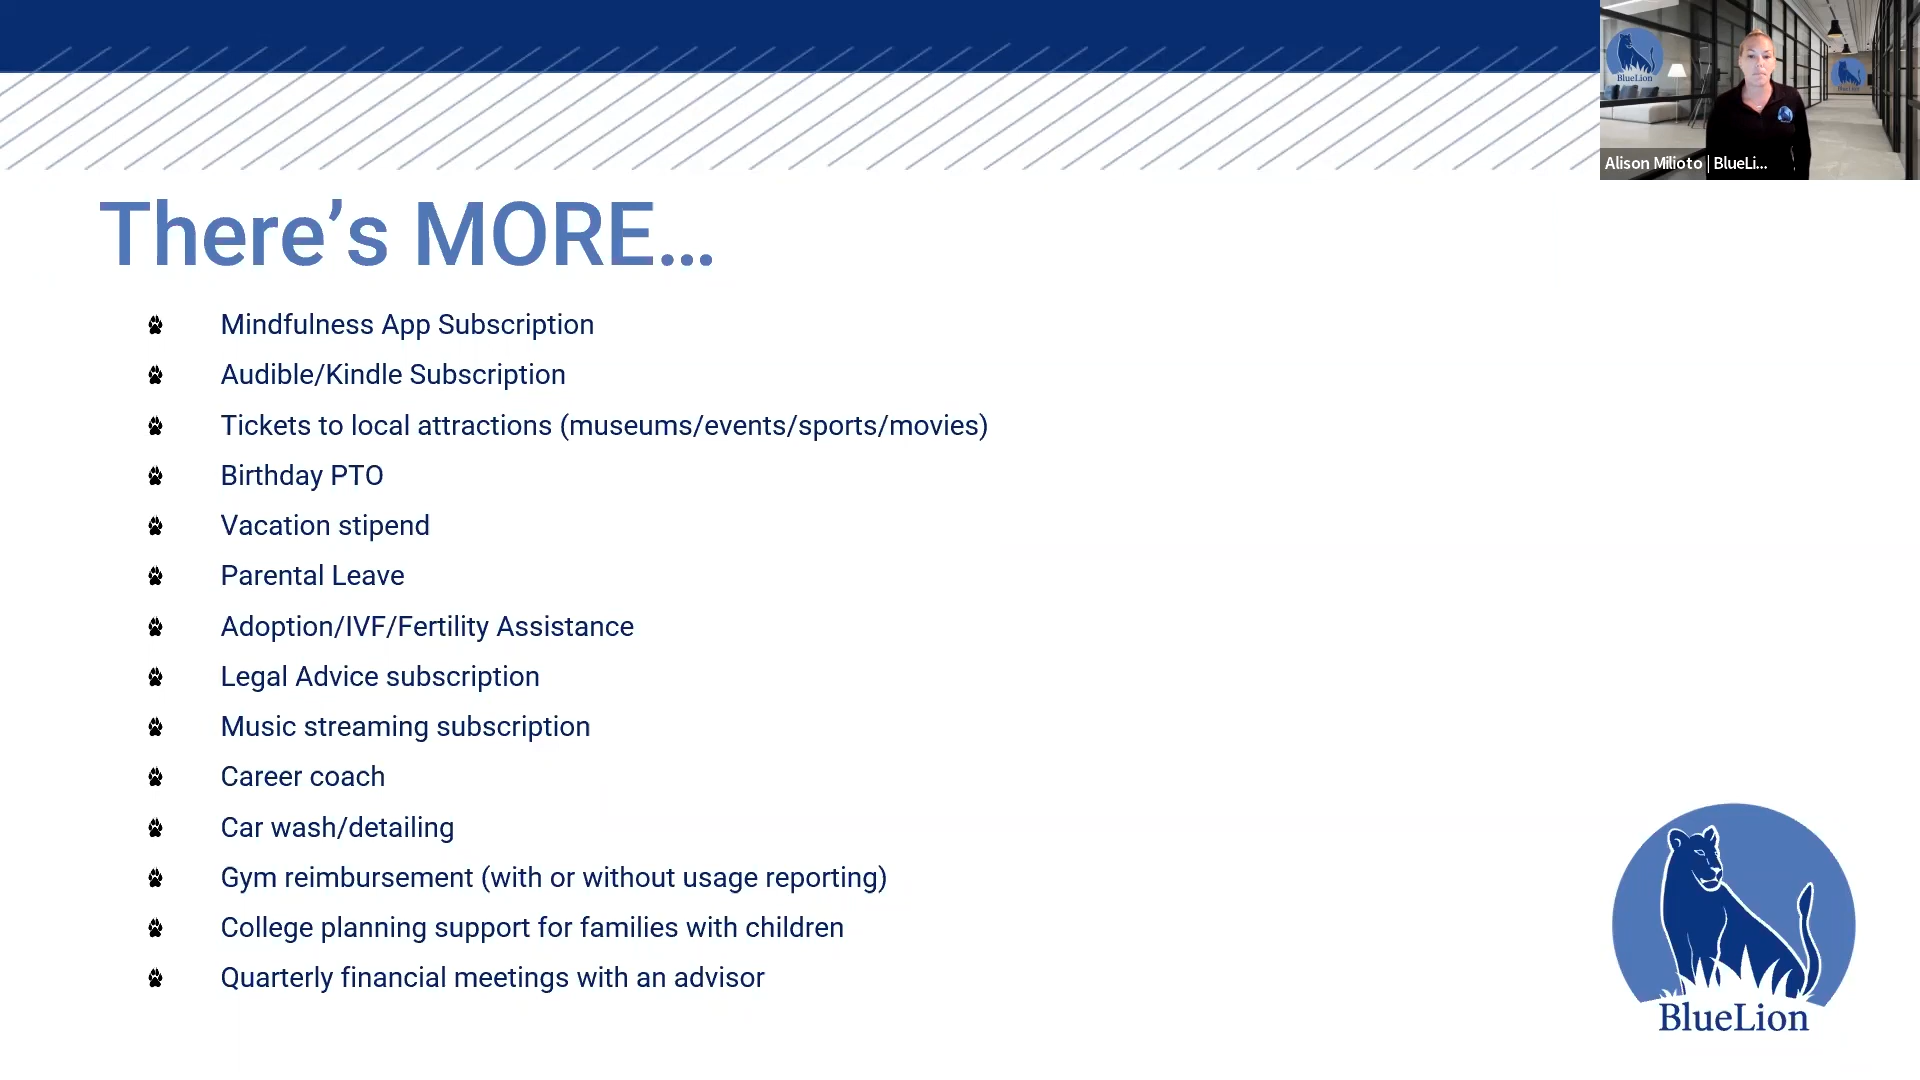 BlueLion
BlueLion
Alison Milioto | BlueLi...
There's MORE...
Mindfulness App Subscription
Audible/Kindle Subscription
Tickets to local attractions (museums/events/sports/movies)
Birthday PTO
Vacation stipend
Parental Leave
Adoption/IVF/Fertility Assistance
Legal Advice subscription
Music streaming subscription
Career coach
Car wash/detailing
Gym reimbursement (with or without usage reporting)
College planning support for families with children
Quarterly financial meetings with an advisor
BlueLion